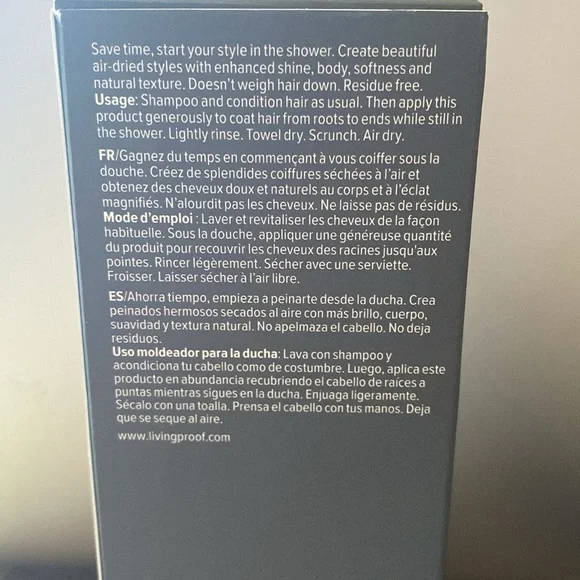 Save time, start your style in the shower. Create beautiful
air-dried styles with enhanced shine, body, softness and
natural texture. Doesn't weigh hair down. Residue free.
Usage: Shampoo and condition hair as usual. Then apply this
product generously to coat hair from roots to ends while still in
the shower. Lightly rinse. Towel dry. Scrunch. Air dry.
FR/Gagnez du temps en commençant à vous coiffer sous la
douche. Créez de splendides coiffures séchées à l'air et
obtenez des cheveux doux et naturels au corps et à l'éclat
magnifiés. N'alourdit pas les cheveux. Ne laisse pas de résidus.
Mode d'emploi : Laver et revitaliser les cheveux de la façon
habituelle. Sous la douche, appliquer une généreuse quantité
du produit pour recouvrir les cheveux des racines jusqu'aux
pointes. Rincer légèrement. Sécher avec une serviette.
Froisser. Laisser sécher à l'air libre.
ES/Ahorra tiempo, empieza a peinarte desde la ducha. Crea
peinados hermosos secados al aire con más brillo, cuerpo,
suavidad y textura natural. No apelmaza el cabello. No deja
residuos.
Uso moldeador para la ducha: Lava con shampoo y
acondiciona tu cabello como de costumbre. Luego, aplica este
producto en abundancia recubriendo el cabello de raíces a
puntas mientras sigues en la ducha. Enjuaga ligeramente.
Sécalo con una toalla. Prensa el cabello con tus manos. Deja
que se seque al aire.
www.livingproof.com